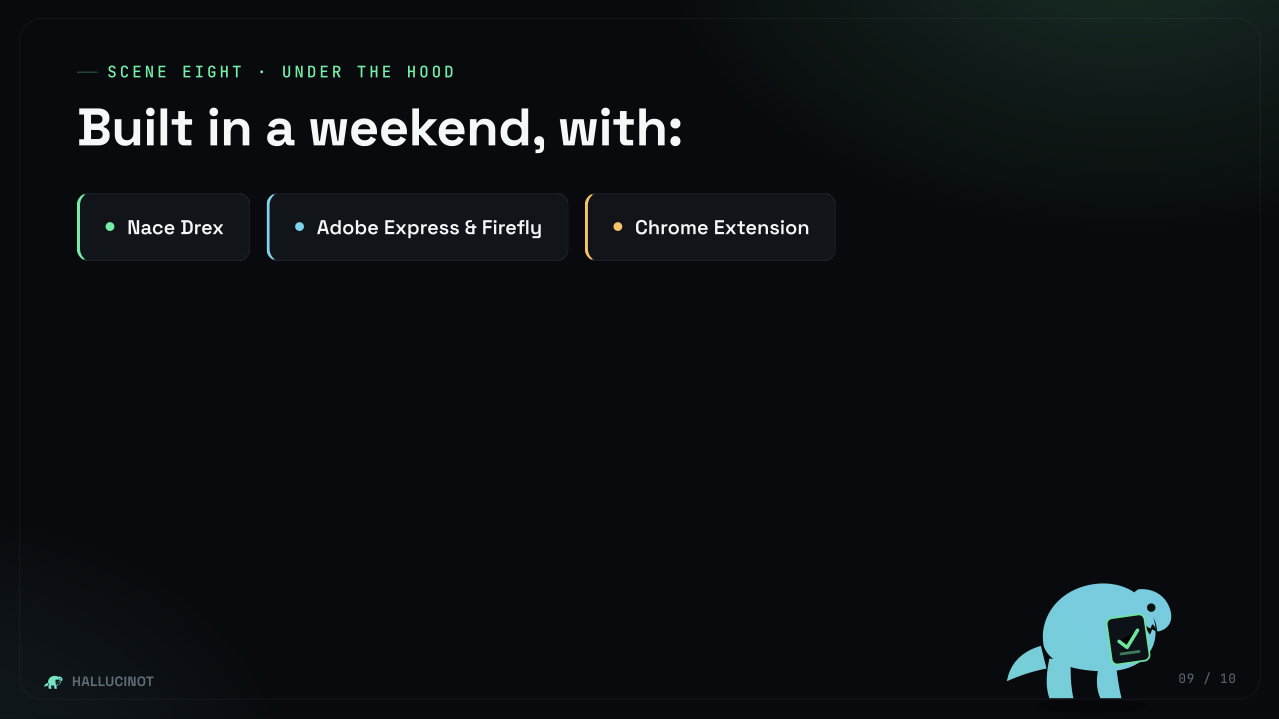 SCENE EIGHT · UNDER THE HOOD
Built in a weekend, with:
Nace Drex
Adobe Express & Firefly
Chrome Extension
HALLUCINOT
09 / 10